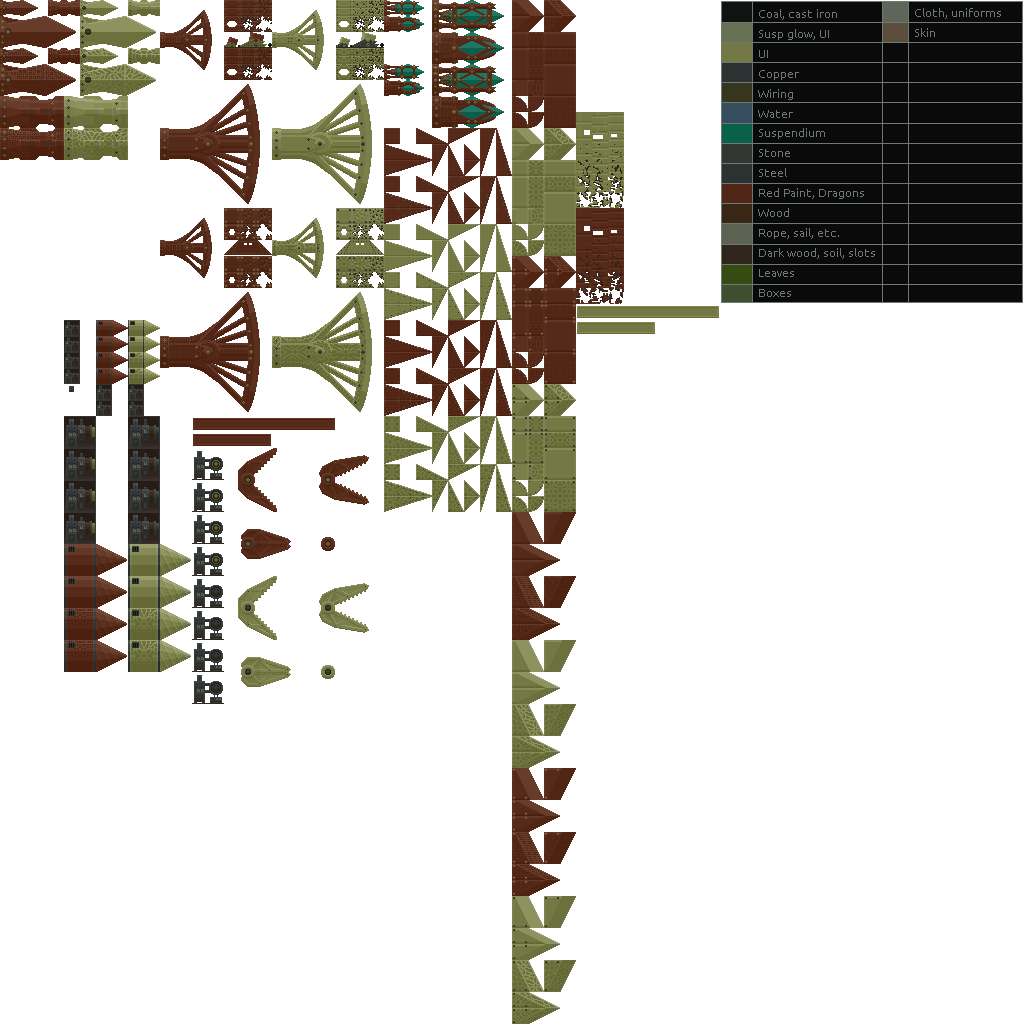 Coal, cast iron
Cloth, uniforms
Susp glow, UI
Skin
UI
Copper
Wiring
Water
Suspendium
Stone
Steel
Red Paint, Dragons
Wood
Rope, sail, etc.
Dark wood, soil, slots
Leaves
Boxes